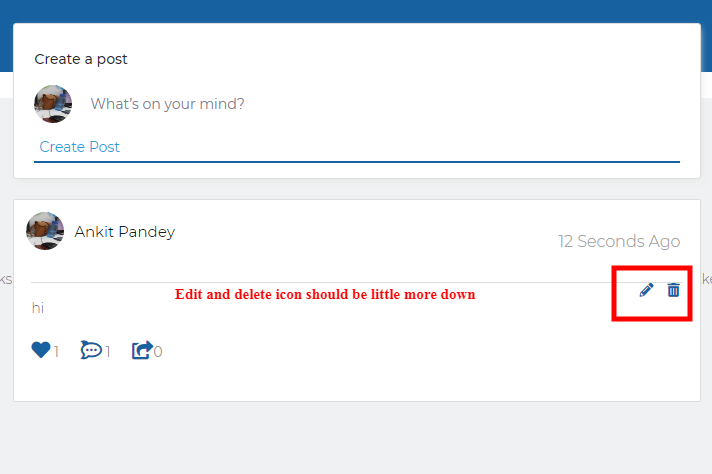 Create a post
What's on your mind?
Create Post
Ankit Pandey
12 Seconds Ago
ks
ke
Edit and delete icon should be little more down
hi
1 1 0